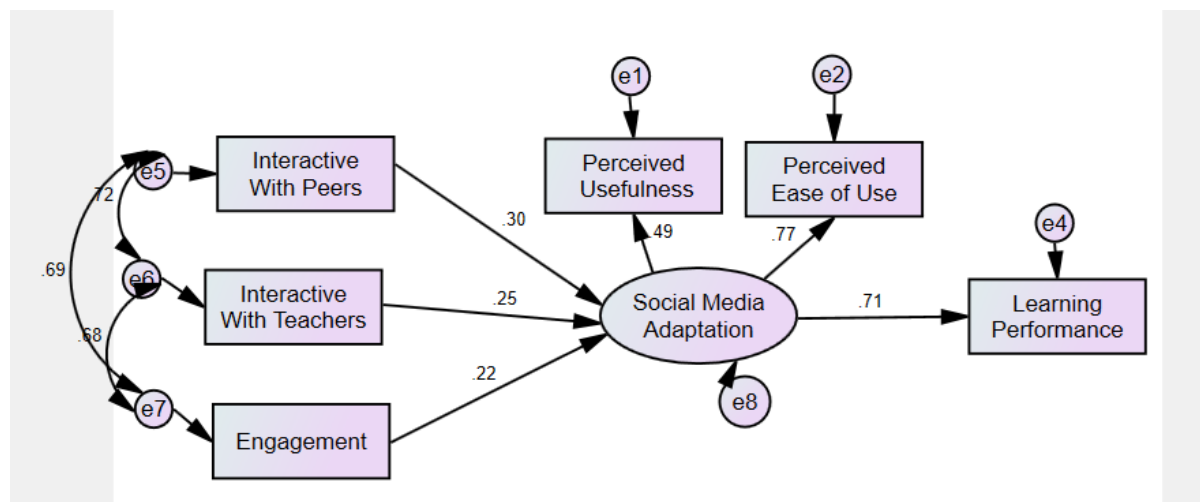 e1
e2
e5
Interactive
With Peers
Perceived
Usefulness
Perceived
Ease of Use
.72
.30
.49
.77
e4
.69
e6
Interactive
With Teachers
.25
Social Media
Adaptation
.71
Learning
Performance
.68
.22
e8
e7
Engagement